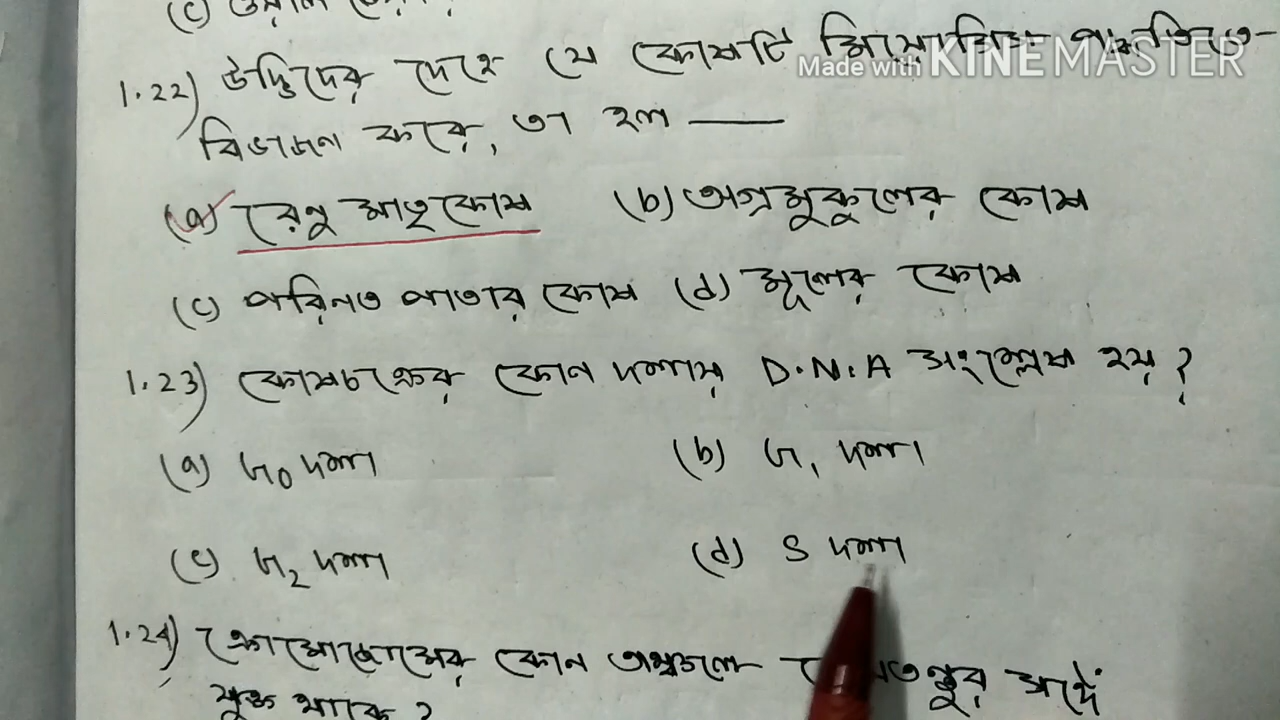 (c)
1.22) উদ্ভিদের দেহে যে কোষটি মিয়োসিস পদ্ধতিতে
Made with KINEMASTER
বিভাজন করে, তা হল —
(a) রেণু মাতৃকোষ (b) অগ্রমুকুলের কোষ
(c) পরিনত পাতার কোষ (d) মূলের কোষ
1.23) কোষচক্রের কোন দশায় D.N.A সংশ্লেষ হয় ?
(a) G0 দশা (b) G1 দশা
(c) G2 দশা (d) S দশা
1.24) ক্রোমোজোমের কোন অঞ্চলে সাথে
যুক্ত থাকে ?